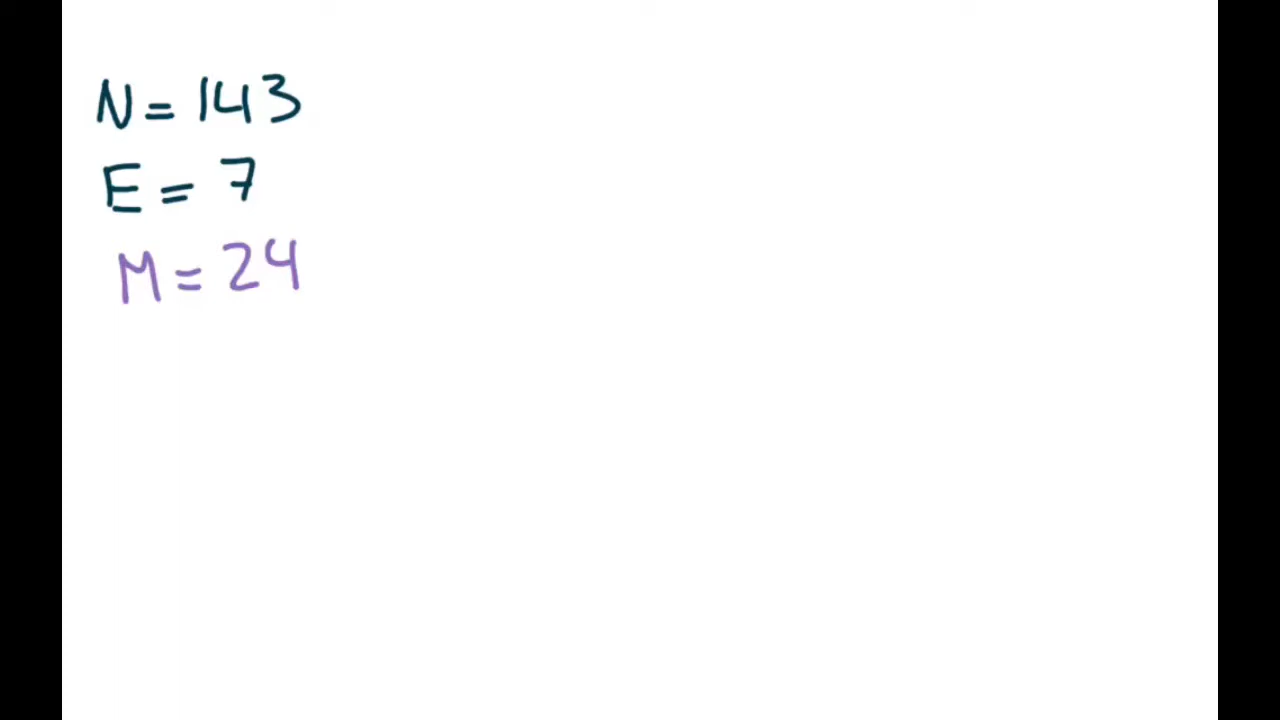 N = 143
E = 7
M = 24